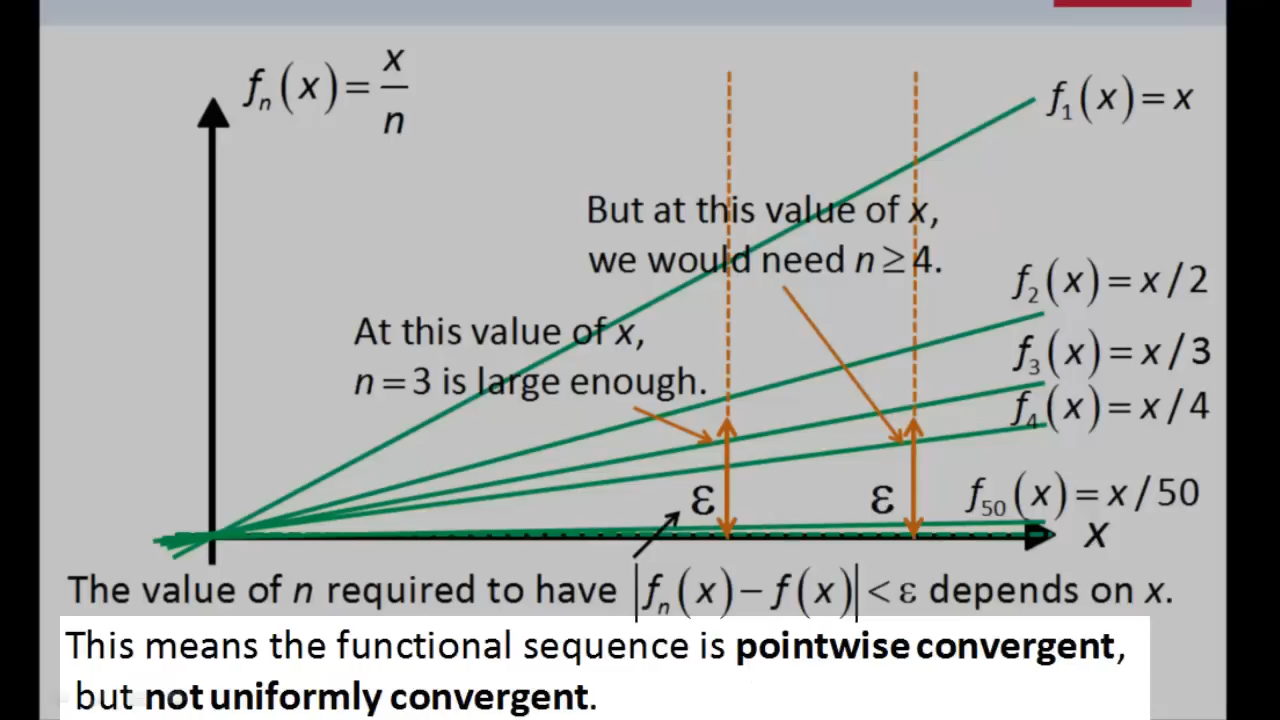 fₙ(x) = x/n
f₁(x) = x
But at this value of x,
we would need n ≥ 4.
f₂(x) = x / 2
At this value of x,
n = 3 is large enough.
f₃(x) = x / 3
f₄(x) = x / 4
ε
ε
f₅₀(x) = x / 50
x
The value of n required to have |fₙ(x) − f(x)| < ε depends on x.
This means the functional sequence is pointwise convergent,
but not uniformly convergent.